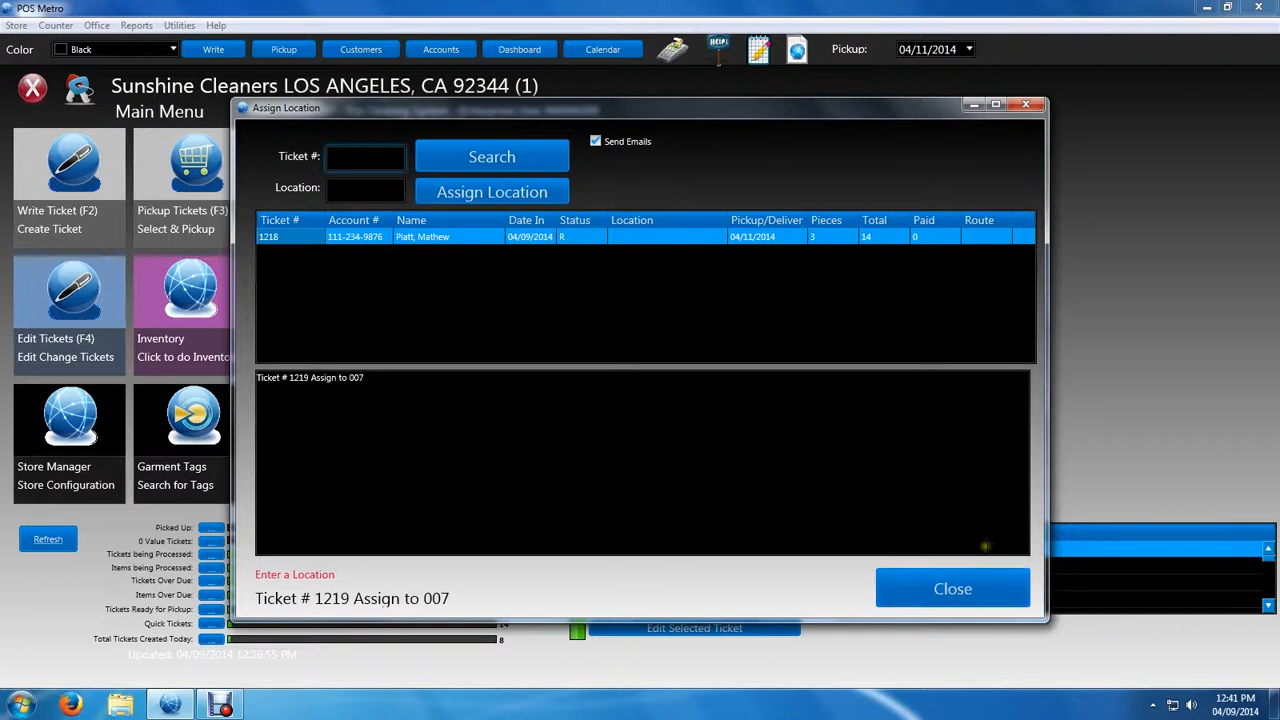 POS Metro
Store Counter Office Reports Utilities Help
Color Black Write Pickup Customers Accounts Dashboard Calendar HELP! Pickup: 04/11/2014
Sunshine Cleaners LOS ANGELES, CA 92344 (1)
Main Menu
Write Ticket (F2)
Create Ticket
Pickup Tickets (F3)
Select & Pickup
Edit Tickets (F4)
Edit Change Tickets
Inventory
Click to do Invento
Store Manager
Store Configuration
Garment Tags
Search for Tags
Assign Location
Ticket #: Search
Send Emails
Location: Assign Location
Ticket # Account # Name Date In Status Location Pickup/Deliver Pieces Total Paid Route
1218 111-234-9876 Piatt, Mathew 04/09/2014 R 04/11/2014 3 14 0
Ticket # 1219 Assign to 007
Enter a Location
Ticket # 1219 Assign to 007
Close
Refresh
Picked Up: ...
0 Value Tickets: ...
Tickets being Processed: ...
Items being Processed: ...
Tickets Over Due: ...
Items Over Due: ...
Tickets Ready for Pickup: ...
Quick Tickets: ...
Total Tickets Created Today: ... 8
Edit Selected Ticket
Updated: 04/09/2014 12:36:55 PM
12:41 PM
04/09/2014